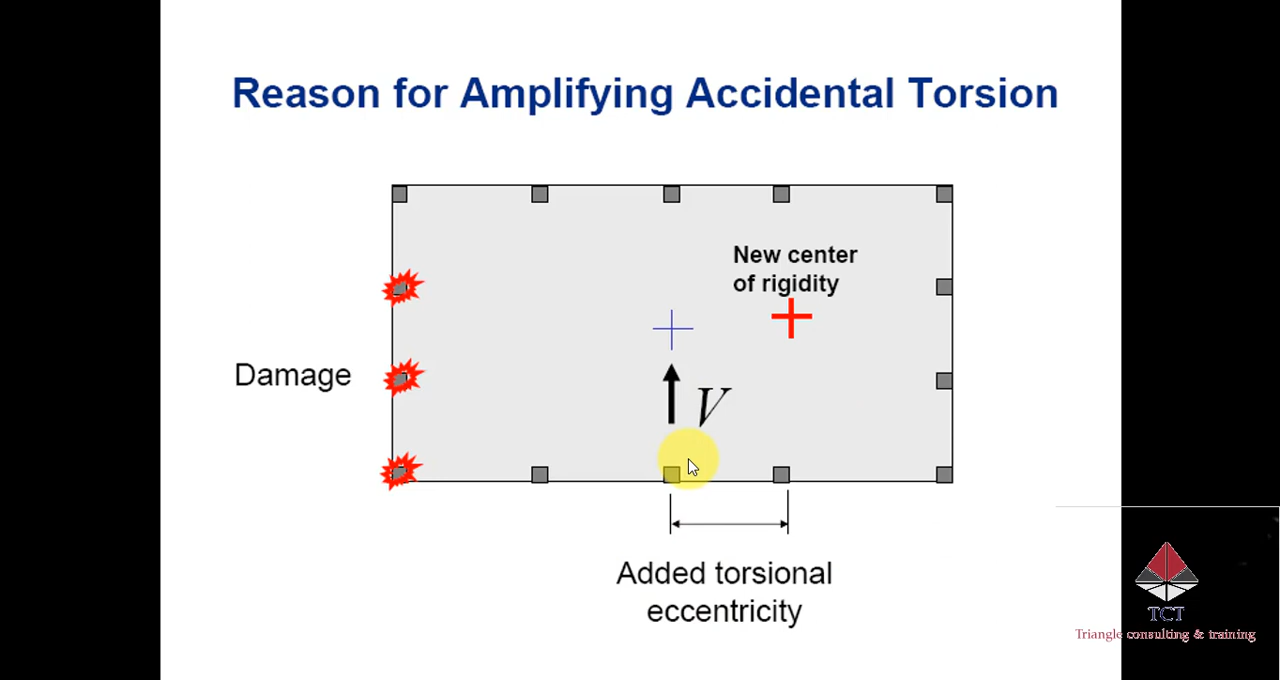 Reason for Amplifying Accidental Torsion
New center
of rigidity
Damage
V
Added torsional
eccentricity
TCT
Triangle consulting & training